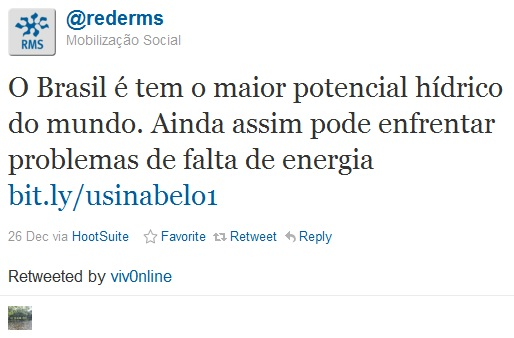 RMS
@rederms
Mobilização Social
O Brasil é tem o maior potencial hídrico
do mundo. Ainda assim pode enfrentar
problemas de falta de energia
bit.ly/usinabelo1
26 Dec via HootSuite Favorite Retweet Reply
Retweeted by viv0nline